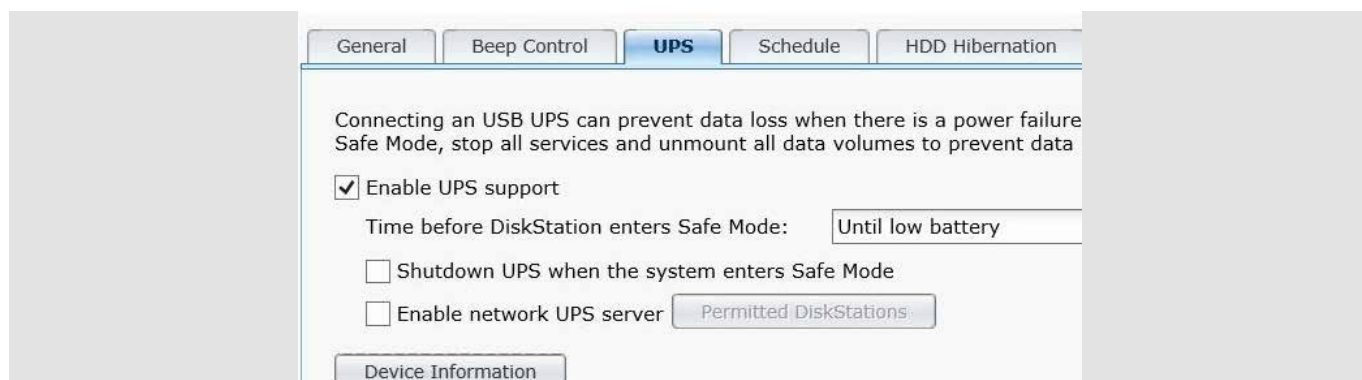 General Beep Control UPS Schedule HDD Hibernation
Connecting an USB UPS can prevent data loss when there is a power failure
Safe Mode, stop all services and unmount all data volumes to prevent data
Enable UPS support
Time before DiskStation enters Safe Mode: Until low battery
Shutdown UPS when the system enters Safe Mode
Enable network UPS server Permitted DiskStations
Device Information